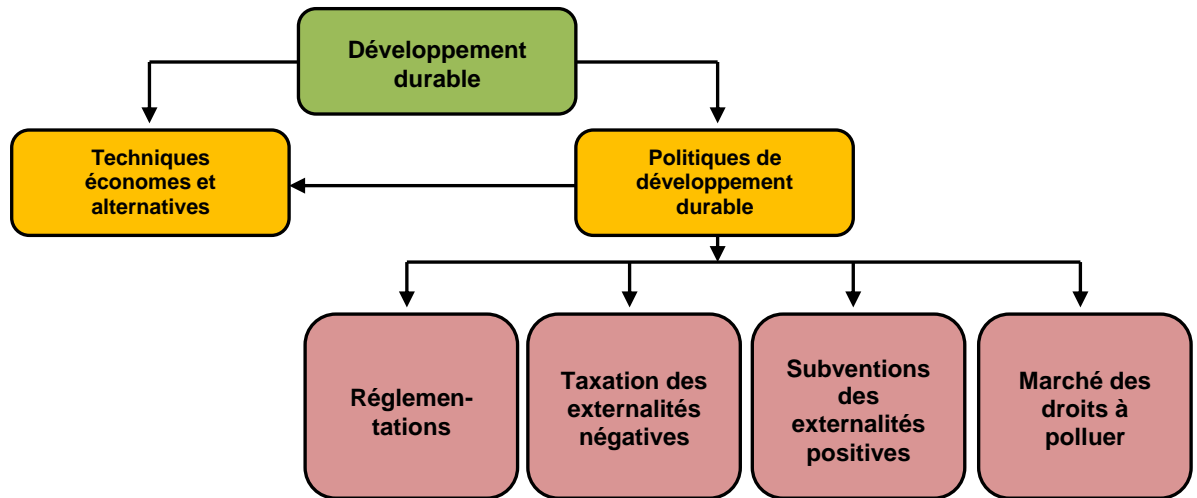 Développement
durable
Techniques
économes et
alternatives
Politiques de
développement
durable
Réglemen-
tations
Taxation des
externalités
négatives
Subventions
des
externalités
positives
Marché des
droits à
polluer